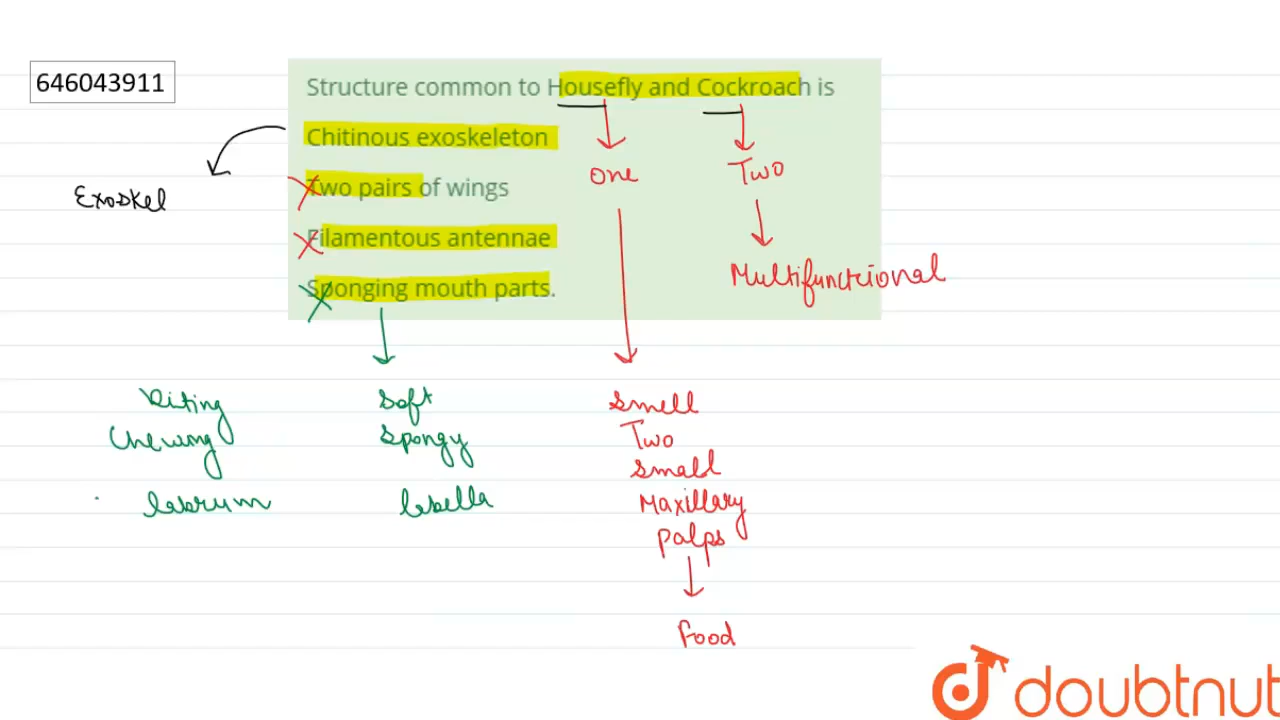 646043911
Structure common to Housefly and Cockroach is
Chitinous exoskeleton
Two pairs of wings
Filamentous antennae
Sponging mouth parts.
Exoskel
One
Two
Multifunctional
Biting
Chewing
labrum
Soft
Spongy
labella
Smell
Two
Small
Maxillary
Palps
Food
doubtnut